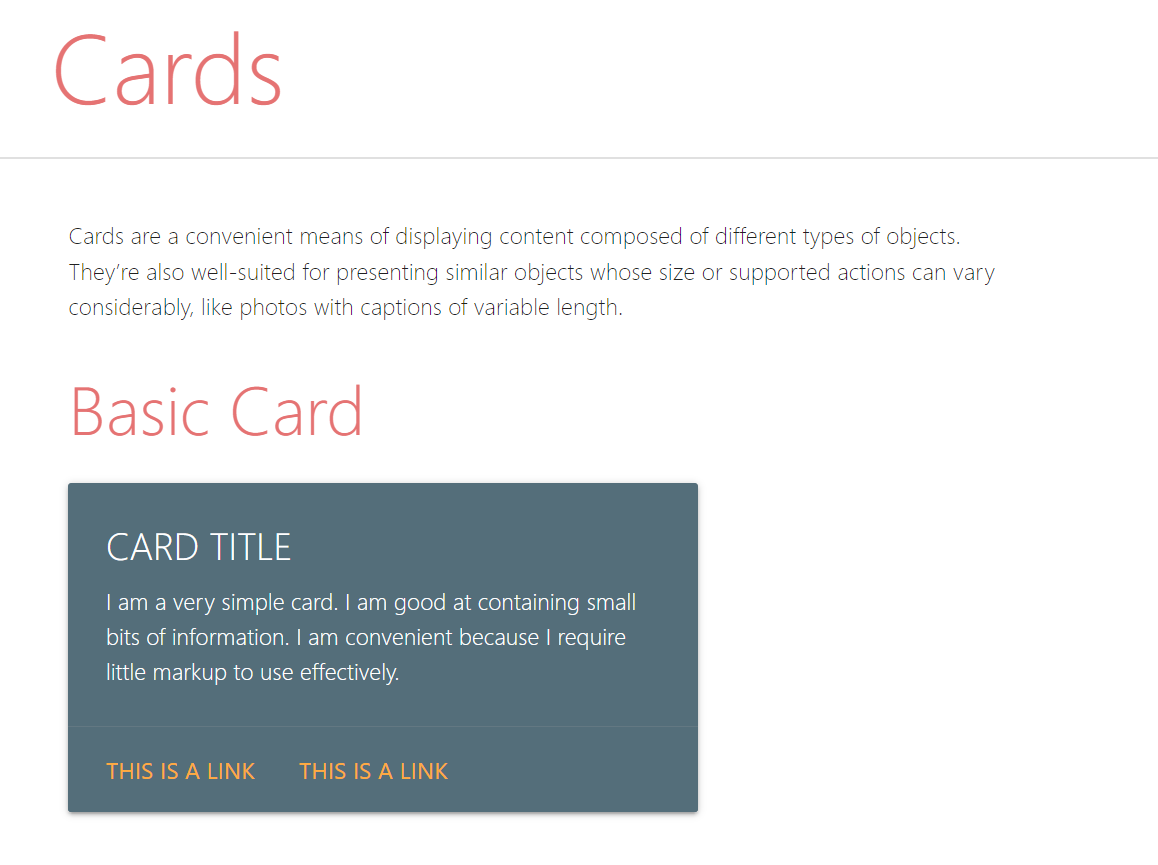 Cards
Cards are a convenient means of displaying content composed of different types of objects.
They’re also well-suited for presenting similar objects whose size or supported actions can vary
considerably, like photos with captions of variable length.
Basic Card
CARD TITLE
I am a very simple card. I am good at containing small
bits of information. I am convenient because I require
little markup to use effectively.
THIS IS A LINK THIS IS A LINK